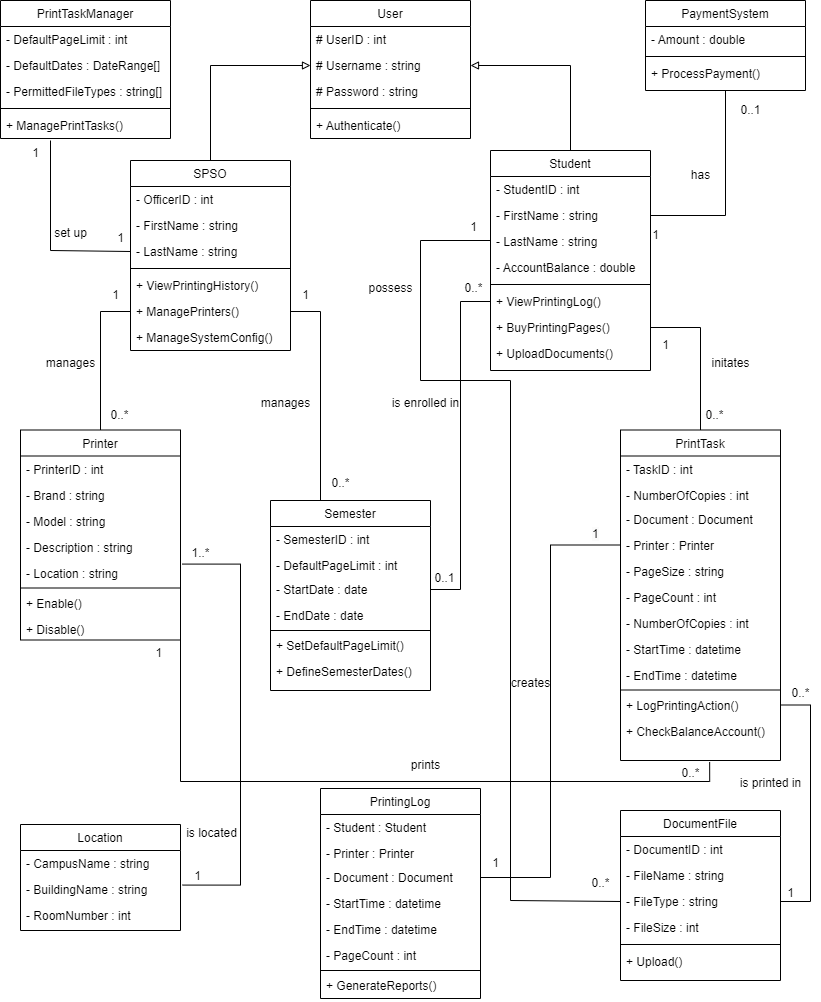 PrintTaskManager
- DefaultPageLimit : int
- DefaultDates : DateRange[]
- PermittedFileTypes : string[]
+ ManagePrintTasks()
User
# UserID : int
# Username : string
# Password : string
+ Authenticate()
PaymentSystem
- Amount : double
+ ProcessPayment()
1
set up
1
0..1
has
1
SPSO
- OfficerID : int
- FirstName : string
- LastName : string
+ ViewPrintingHistory()
+ ManagePrinters()
+ ManageSystemConfig()
Student
- StudentID : int
- FirstName : string
- LastName : string
- AccountBalance : double
+ ViewPrintingLog()
+ BuyPrintingPages()
+ UploadDocuments()
1
possess
0..*
1
manages
0..*
1
manages
0..*
is enrolled in
0..1
1
initates
0..*
Printer
- PrinterID : int
- Brand : string
- Model : string
- Description : string
- Location : string
+ Enable()
+ Disable()
1..*
1
Semester
- SemesterID : int
- DefaultPageLimit : int
- StartDate : date
- EndDate : date
+ SetDefaultPageLimit()
+ DefineSemesterDates()
PrintTask
- TaskID : int
- NumberOfCopies : int
- Document : Document
- Printer : Printer
- PageSize : string
- PageCount : int
- NumberOfCopies : int
- StartTime : datetime
- EndTime : datetime
+ LogPrintingAction()
+ CheckBalanceAccount()
1
creates
0..*
prints
0..*
is printed in
is located
1
Location
- CampusName : string
- BuildingName : string
- RoomNumber : int
PrintingLog
- Student : Student
- Printer : Printer
- Document : Document
- StartTime : datetime
- EndTime : datetime
- PageCount : int
+ GenerateReports()
1
0..*
DocumentFile
- DocumentID : int
- FileName : string
- FileType : string
- FileSize : int
+ Upload()
1